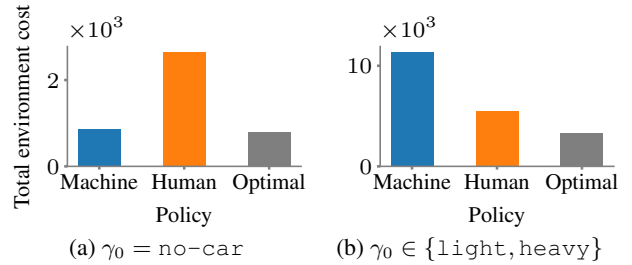 ×10³ ×10³
Total environment cost
2
0
10
0
Machine Human Optimal Machine Human Optimal
Policy Policy
(a) γ₀ = no-car (b) γ₀ ∈ {light,heavy}